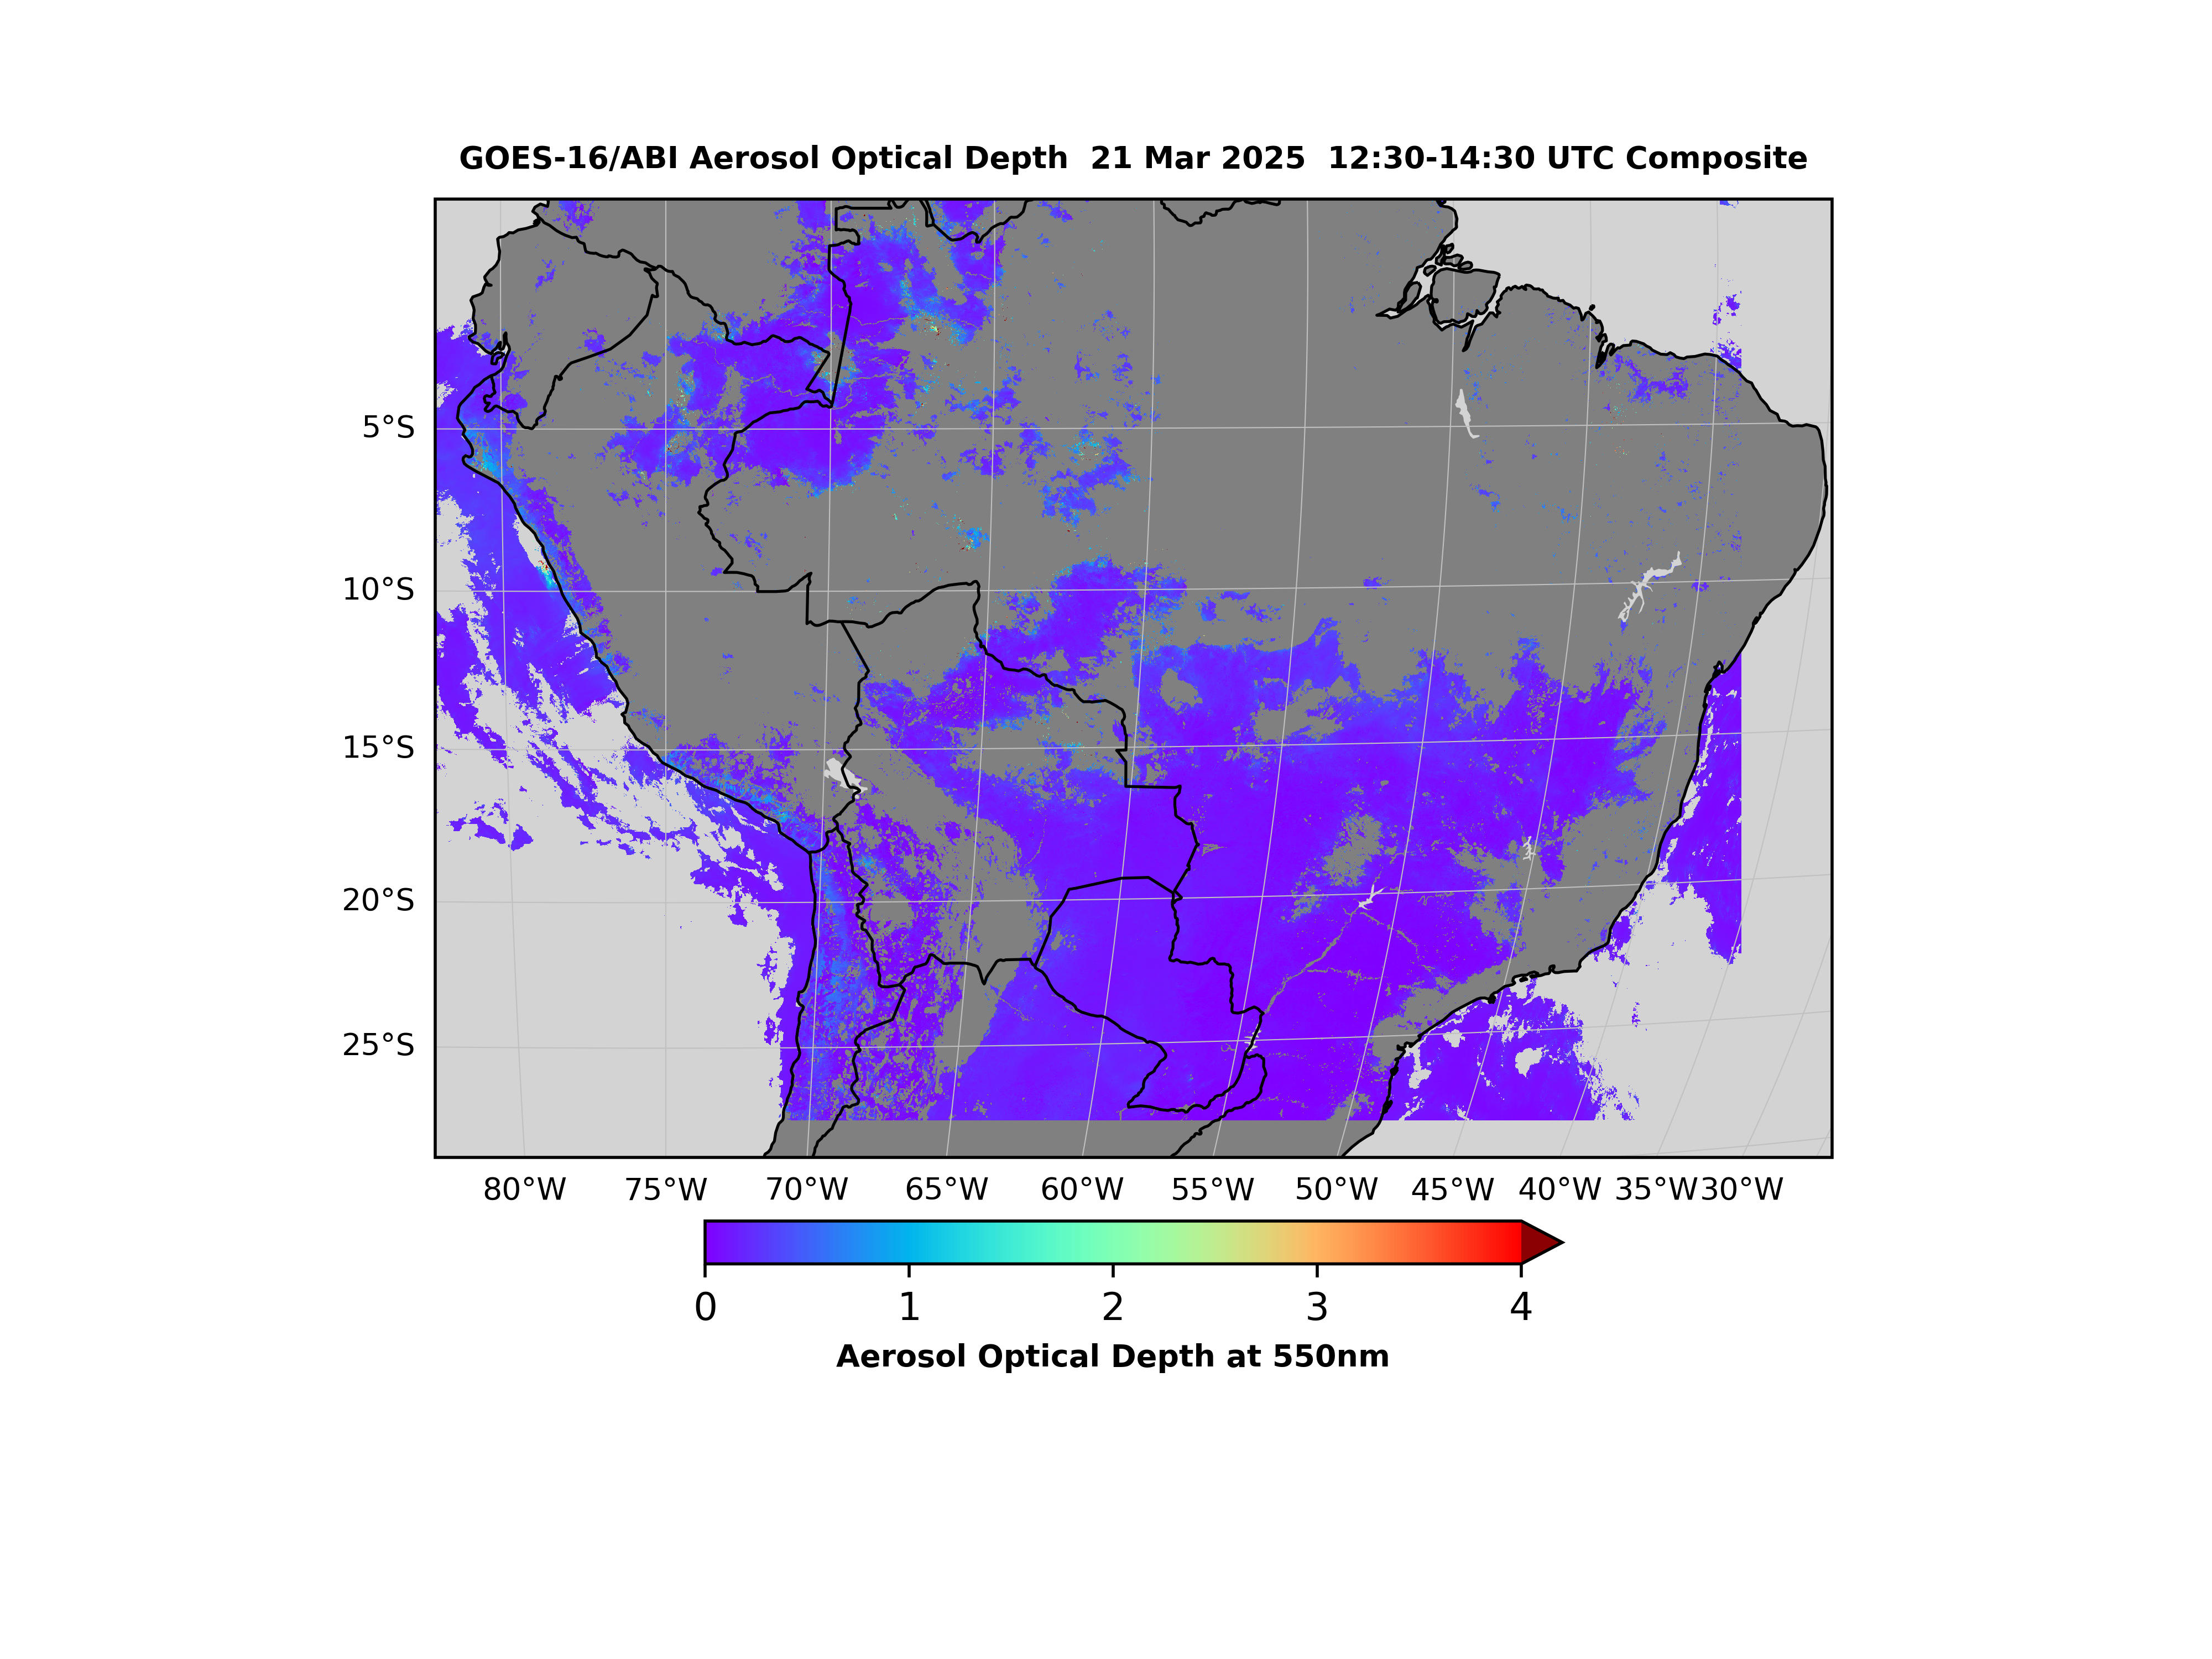 GOES-16/ABI Aerosol Optical Depth  21 Mar 2025  12:30-14:30 UTC Composite
5°S
10°S
15°S
20°S
25°S
80°W 75°W 70°W 65°W 60°W 55°W 50°W 45°W 40°W 35°W 30°W
0 1 2 3 4
Aerosol Optical Depth at 550nm